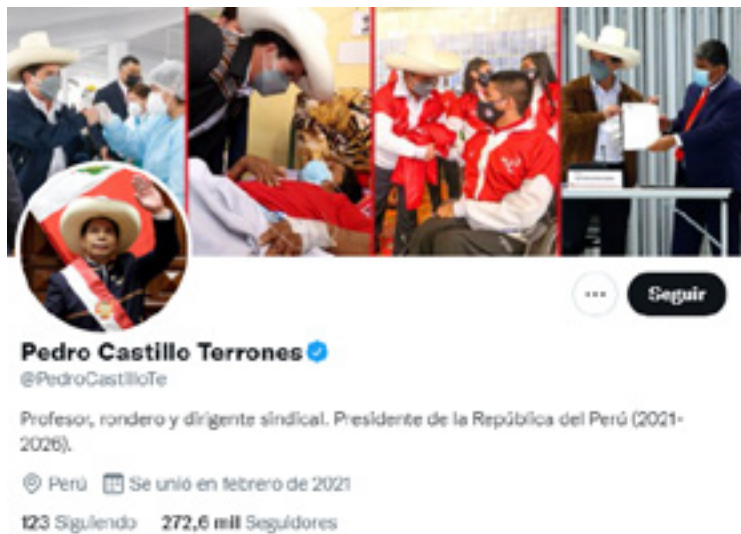 Seguir
Pedro Castillo Terrones
@PedroCastilloTe
Profesor, rondero y dirigente sindical. Presidente de la República del Perú (2021-
2026).
Perú Se unió en febrero de 2021
123 Siguiendo 272,6 mil Seguidores